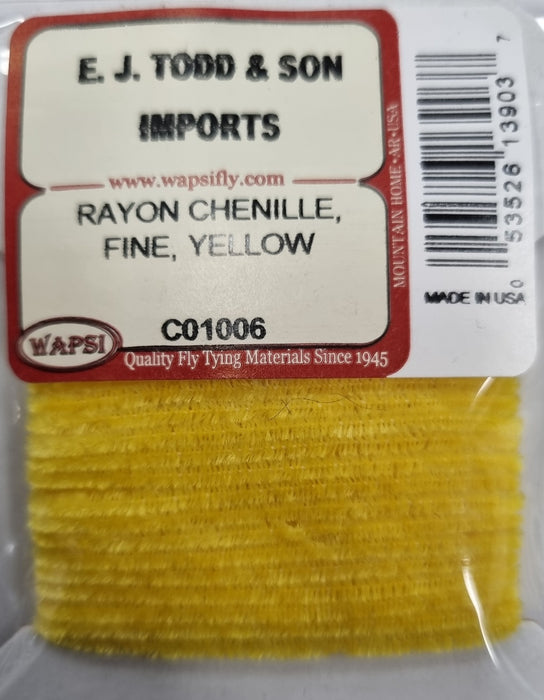 E. J. TODD & SON
IMPORTS
www.wapsifly.com
RAYON CHENILLE,
FINE, YELLOW
C01006
WAPSI
Quality Fly Tying Materials Since 1945
MOUNTAIN HOME • AR • USA
0 53526 13903 7
MADE IN USA